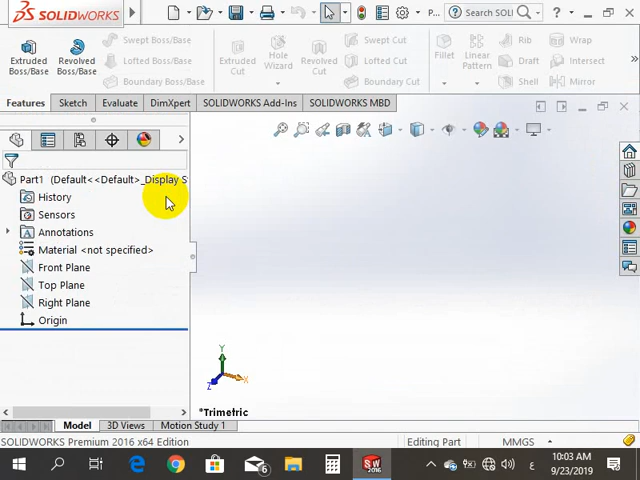 SOLIDWORKS
P...
Search SOLI
?
Extruded Boss/Base
Revolved Boss/Base
Swept Boss/Base
Lofted Boss/Base
Boundary Boss/Base
Extruded Cut
Hole Wizard
Revolved Cut
Swept Cut
Lofted Cut
Boundary Cut
Fillet
Linear Pattern
Rib
Draft
Shell
Wrap
Intersect
Mirror
Features Sketch Evaluate DimXpert SOLIDWORKS Add-Ins SOLIDWORKS MBD
Part1 (Default<<Default>_Display S
History
Sensors
Annotations
Material <not specified>
Front Plane
Top Plane
Right Plane
Origin
Y
X
Z
*Trimetric
Model 3D Views Motion Study 1
SOLIDWORKS Premium 2016 x64 Edition Editing Part MMGS
6
SW
2016
ع
10:03 AM
9/23/2019